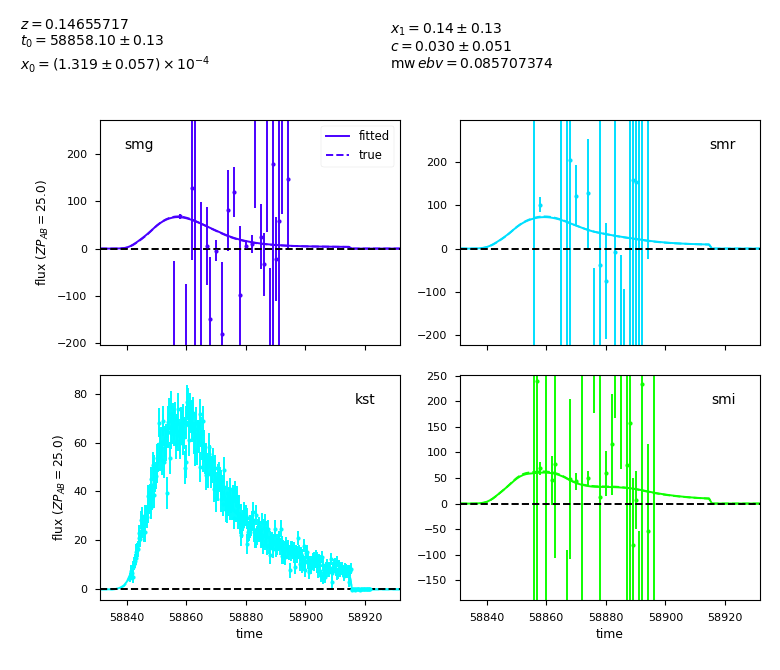 z = 0.14655717
t₀ = 58858.10 ± 0.13
x₀ = (1.319 ± 0.057) × 10⁻⁴
x₁ = 0.14 ± 0.13
c = 0.030 ± 0.051
mw ebv = 0.085707374
smg
fitted
true
200
100
0
−100
−200
flux (ZP_AB = 25.0)
smr
200
100
0
−100
−200
kst
80
60
40
20
0
flux (ZP_AB = 25.0)
58840 58860 58880 58900 58920
time
smi
250
200
150
100
50
0
−50
−100
−150
58840 58860 58880 58900 58920
time